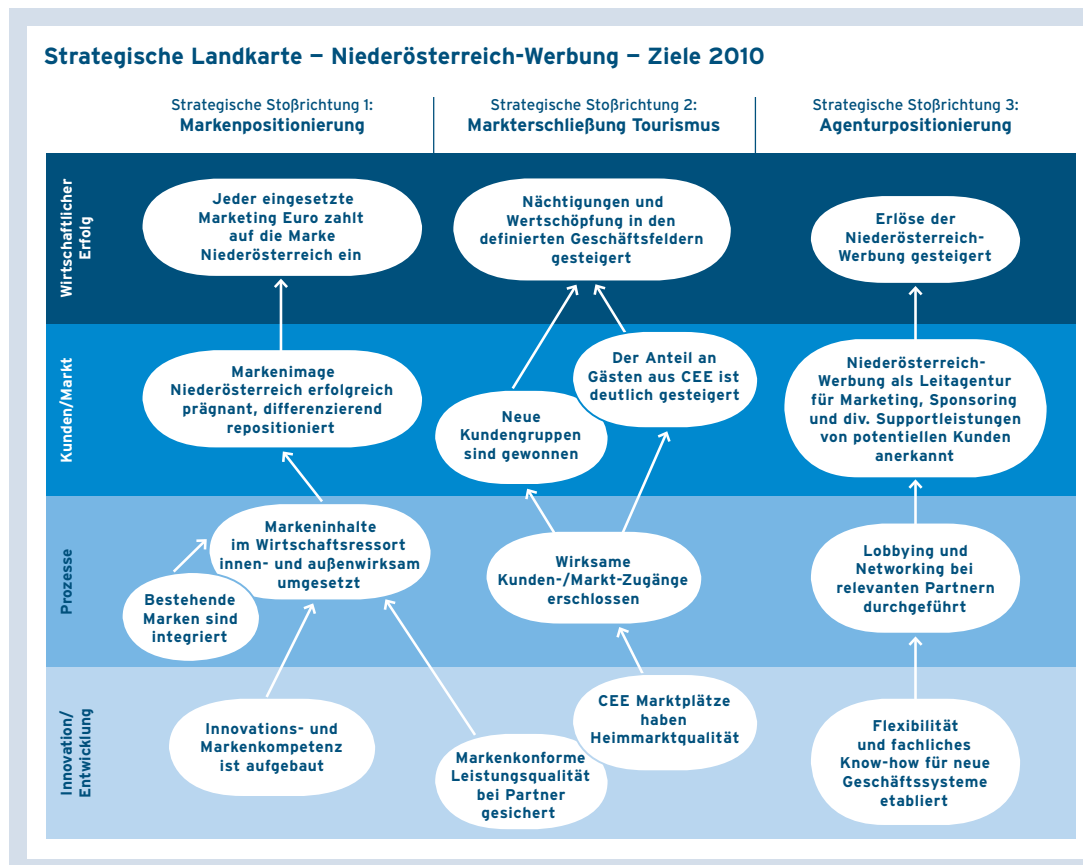 Strategische Landkarte – Niederösterreich-Werbung – Ziele 2010
Strategische Stoßrichtung 1:
Markenpositionierung
Strategische Stoßrichtung 2:
Markterschließung Tourismus
Strategische Stoßrichtung 3:
Agenturpositionierung
Wirtschaftlicher
Erfolg
Jeder eingesetzte
Marketing Euro zahlt
auf die Marke
Niederösterreich ein
Nächtigungen und
Wertschöpfung in den
definierten Geschäftsfeldern
gesteigert
Erlöse der
Niederösterreich-
Werbung gesteigert
Kunden/Markt
Markenimage
Niederösterreich erfolgreich
prägnant, differenzierend
repositioniert
Neue
Kundengruppen
sind gewonnen
Der Anteil an
Gästen aus CEE ist
deutlich gesteigert
Niederösterreich-
Werbung als Leitagentur
für Marketing, Sponsoring
und div. Supportleistungen
von potentiellen Kunden
anerkannt
Prozesse
Markeninhalte
im Wirtschaftsressort
innen- und außenwirksam
umgesetzt
Bestehende
Marken sind
integriert
Wirksame
Kunden-/Markt-Zugänge
erschlossen
Lobbying und
Networking bei
relevanten Partnern
durchgeführt
Innovation/
Entwicklung
Innovations- und
Markenkompetenz
ist aufgebaut
Markenkonforme
Leistungsqualität
bei Partner
gesichert
CEE Marktplätze
haben
Heimmarktqualität
Flexibilität
und fachliches
Know-how für neue
Geschäftssysteme
etabliert